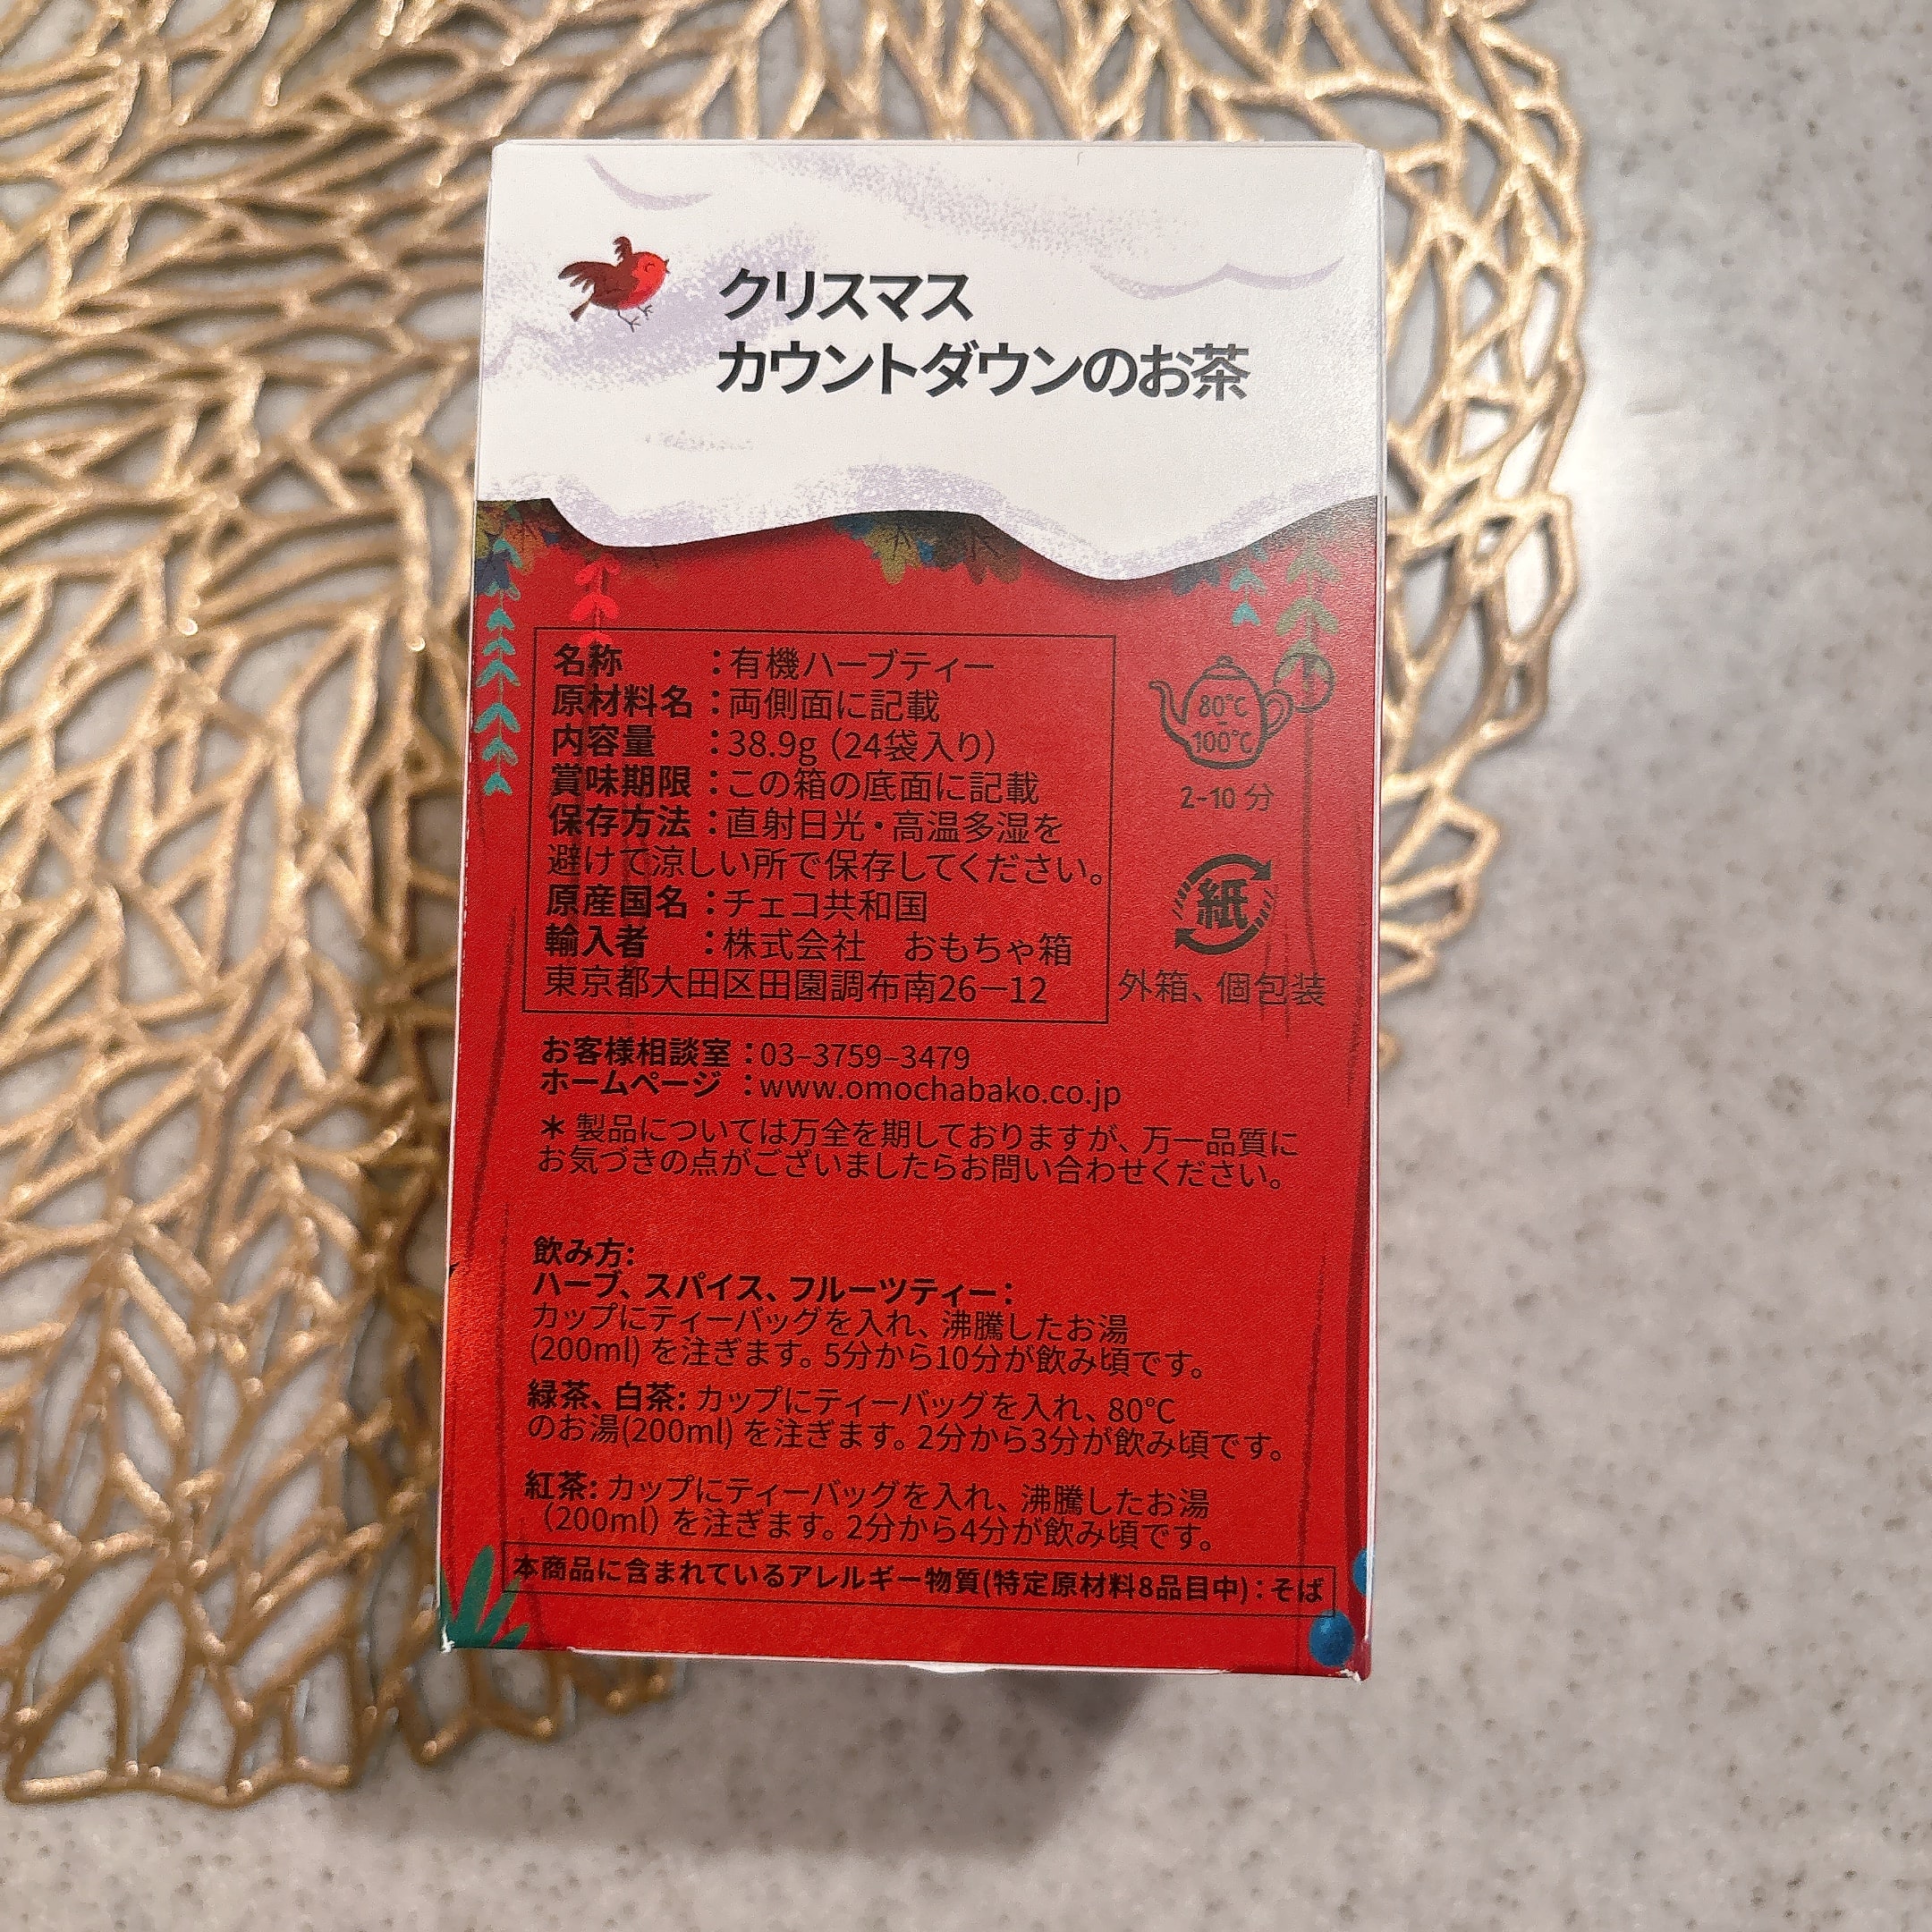 クリスマス
カウントダウンのお茶
名称　　：有機ハーブティー
原材料名：両側面に記載
内容量　：38.9g（24袋入り）
賞味期限：この箱の底面に記載
保存方法：直射日光・高温多湿を
避けて涼しい所で保存してください。
原産国名：チェコ共和国
輸入者　：株式会社　おもちゃ箱
東京都大田区田園調布南26－12
80℃
–
100℃
2-10 分
紙
外箱、個包装
お客様相談室：03–3759–3479
ホームページ：www.omochabako.co.jp
＊製品については万全を期しておりますが、万一品質に
お気づきの点がございましたらお問い合わせください。
飲み方:
ハーブ、スパイス、フルーツティー：
カップにティーバッグを入れ、沸騰したお湯
(200ml) を注ぎます。5分から10分が飲み頃です。
緑茶、白茶: カップにティーバッグを入れ、80℃
のお湯(200ml) を注ぎます。2分から3分が飲み頃です。
紅茶: カップにティーバッグを入れ、沸騰したお湯
（200ml）を注ぎます。2分から4分が飲み頃です。
本商品に含まれているアレルギー物質(特定原材料8品目中)：そば